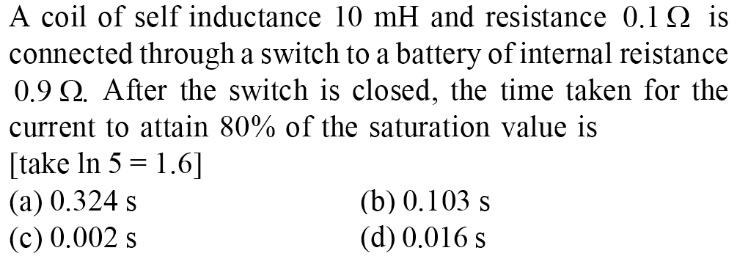 A coil of self inductance 10 mH and resistance 0.1 Ω is
connected through a switch to a battery of internal reistance
0.9 Ω. After the switch is closed, the time taken for the
current to attain 80% of the saturation value is
[take ln 5 = 1.6]
(a) 0.324 s (b) 0.103 s
(c) 0.002 s (d) 0.016 s